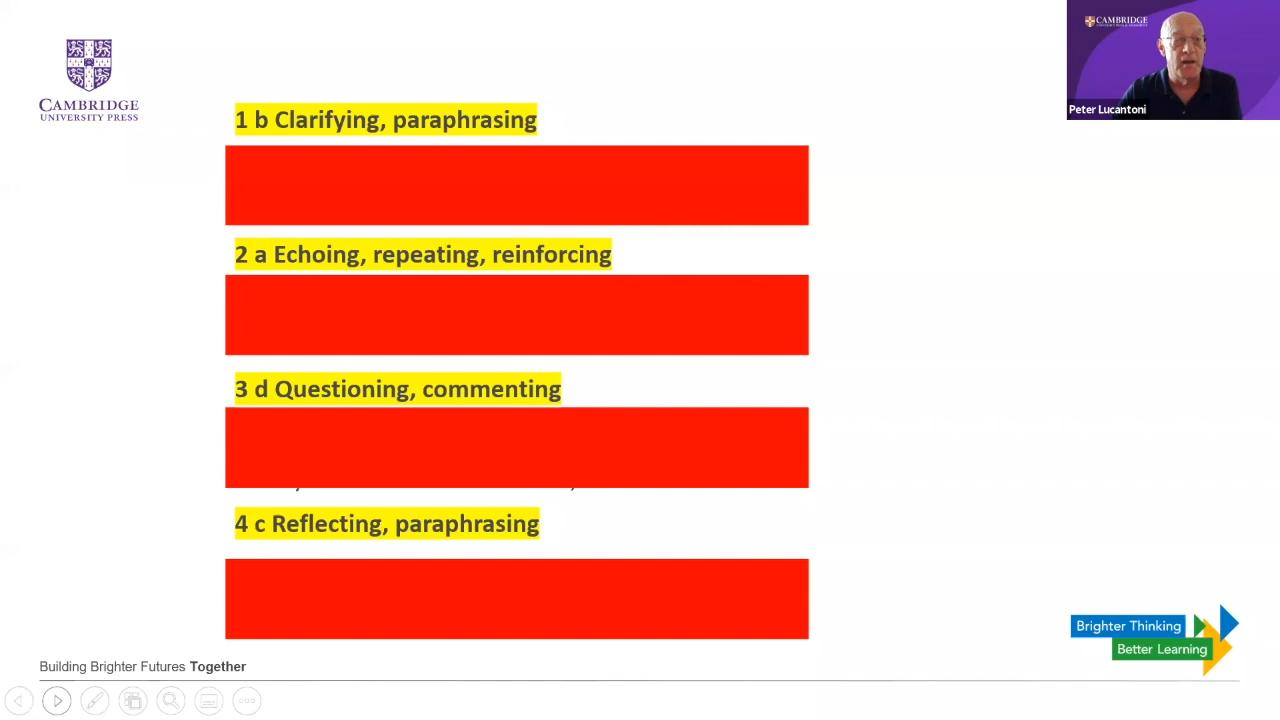 CAMBRIDGE
UNIVERSITY PRESS
CAMBRIDGE
Peter Lucantoni
1 b Clarifying, paraphrasing
2 a Echoing, repeating, reinforcing
3 d Questioning, commenting
4 c Reflecting, paraphrasing
Brighter Thinking
Better Learning
Building Brighter Futures Together